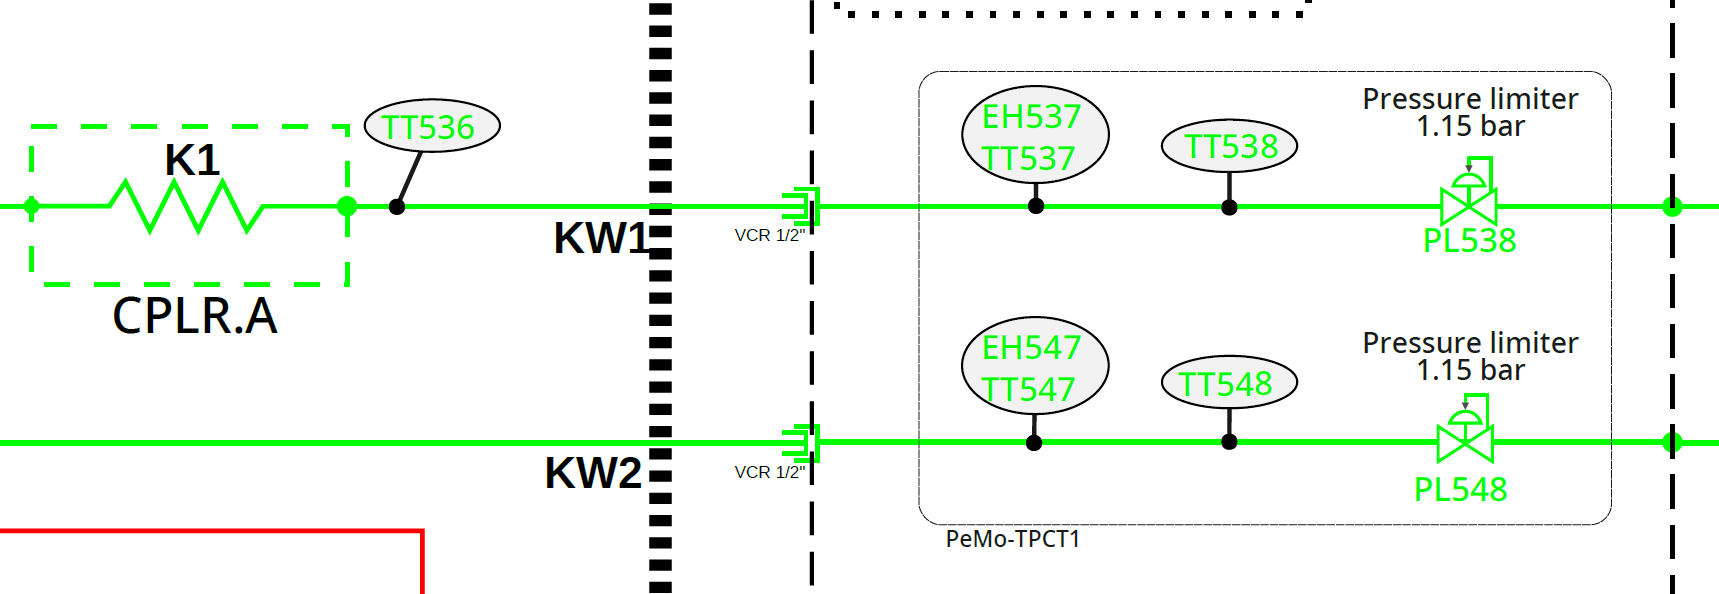 Pressure limiter
1.15 bar
EH537
TT537
TT536
TT538
K1
KW1
VCR 1/2"
PL538
CPLR.A
Pressure limiter
1.15 bar
EH547
TT547
TT548
KW2
VCR 1/2"
PL548
PeMo-TPCT1